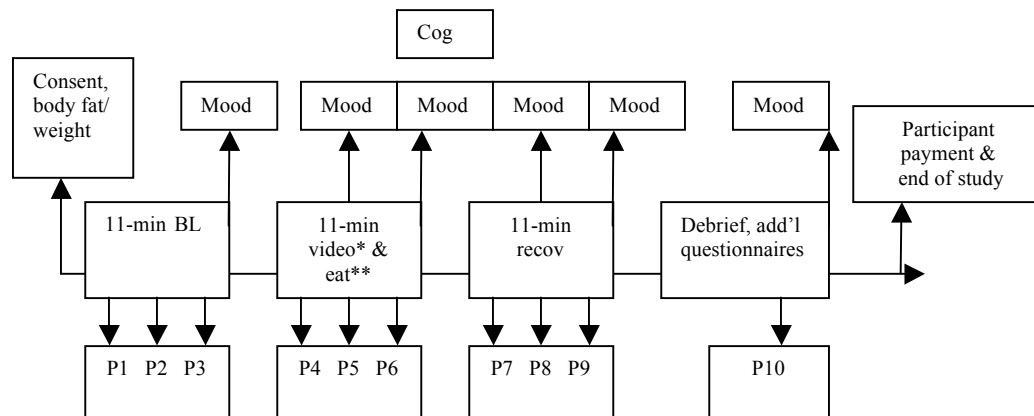 Cog
Consent,
body fat/
weight
Mood
Mood
Mood
Mood
Mood
Mood
Participant
payment &
end of study
11-min BL
11-min
video* &
eat**
11-min
recov
Debrief, add’l
questionnaires
P1 P2 P3
P4 P5 P6
P7 P8 P9
P10